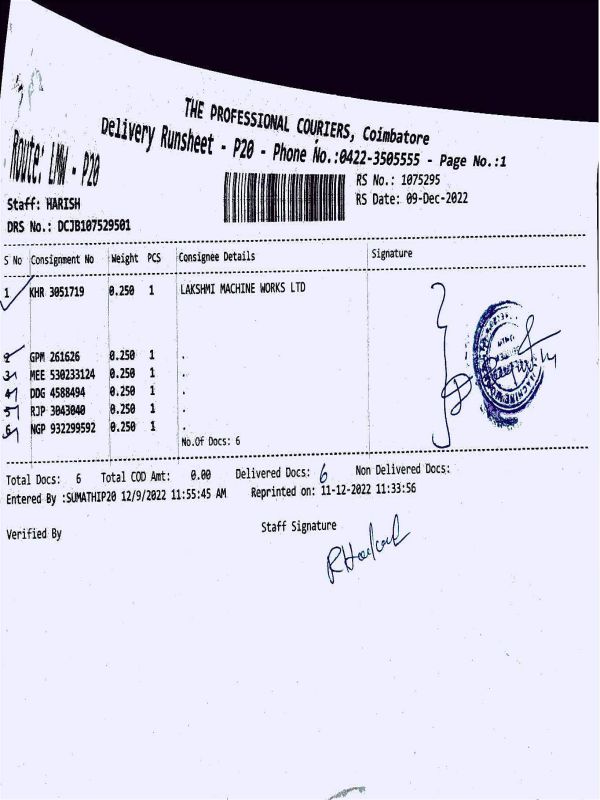 THE PROFESSIONAL COURIERS, Coimbatore
Delivery Runsheet - P20 - Phone No.:0422-3505555 - Page No.:1
Route: LMW - P20
RS No.: 1075295
Staff: HARISH
RS Date: 09-Dec-2022
DRS No.: DCJB107529501
S No Consignment No Weight PCS Consignee Details Signature
1 KHR 3051719 0.250 1 LAKSHMI MACHINE WORKS LTD
2 GPM 261626 0.250 1 .
3 MEE 530233124 0.250 1 .
4 DDG 4588494 0.250 1 .
5 RJP 3043040 0.250 1 .
6 NGP 932299592 0.250 1 .
No.Of Docs: 6
Total Docs: 6 Total COD Amt: 0.00 Delivered Docs: 6 Non Delivered Docs:
Entered By :SUMATHIP20 12/9/2022 11:55:45 AM Reprinted on: 11-12-2022 11:33:56
Verified By Staff Signature